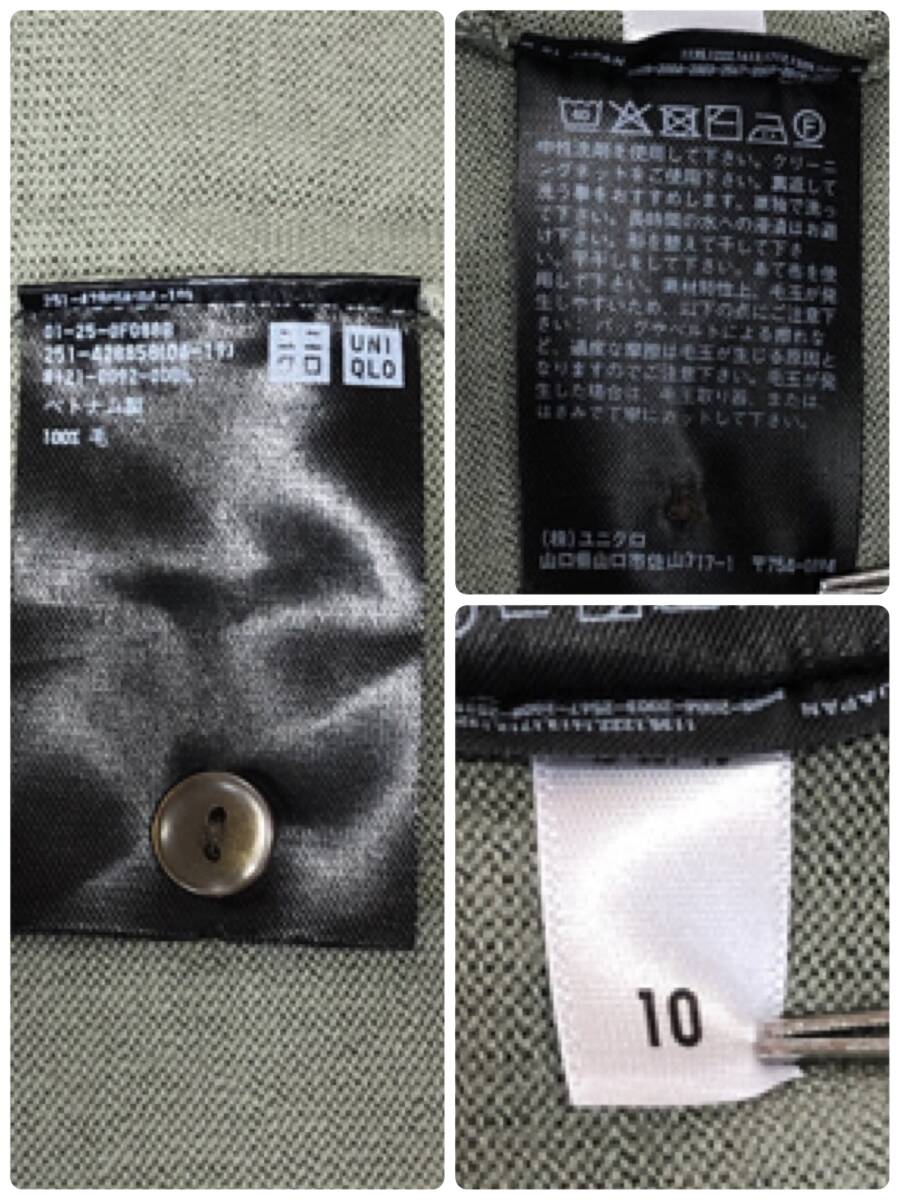 251-428858(06-19)
ベトナム製
100% 毛
ユニ
クロ
UNI
QLO
JAPAN
40
F
中性洗剤を使用して下さい。クリーニ
ングネットをご使用下さい。裏返して
洗う事をおすすめします。単独で洗っ
て下さい。長時間の水への浸漬はお避
け下さい。形を整えて干して下さ
い。平干しをして下さい。あて布を使
用して下さい。素材特性上、毛玉が発
生しやすいため、以下の点にご注意下
さい。バッグやベルトによる擦れな
ど、過度な摩擦は毛玉が生じる原因と
なりますのでご注意下さい。毛玉が発
生した場合は、毛玉取り器、または、
はさみで丁寧にカットして下さい。
(株)ユニクロ
山口県山口市佐山717-1
JAPAN
10